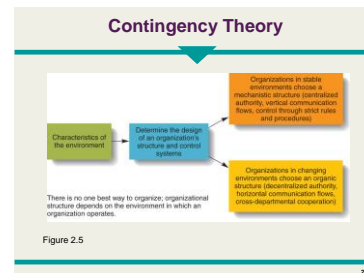 Contingency Theory
Characteristics of
the environment
Determine the design
of an organization's
structure and control
systems
Organizations in stable
environments choose a
mechanistic structure (centralized
authority, vertical communication
flows, control through strict rules
and procedures)
Organizations in changing
environments choose an organic
structure (decentralized authority,
horizontal communication flows,
cross-departmental cooperation)
There is no one best way to organize; organizational
structure depends on the environment in which an
organization operates.
Figure 2.5